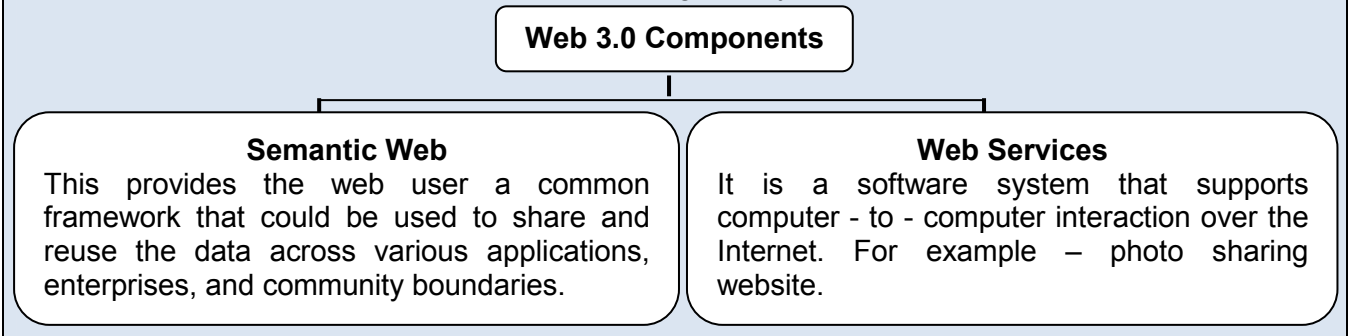 Web 3.0 Components
Semantic Web
This provides the web user a common
framework that could be used to share and
reuse the data across various applications,
enterprises, and community boundaries.
Web Services
It is a software system that supports
computer - to - computer interaction over the
Internet. For example – photo sharing
website.